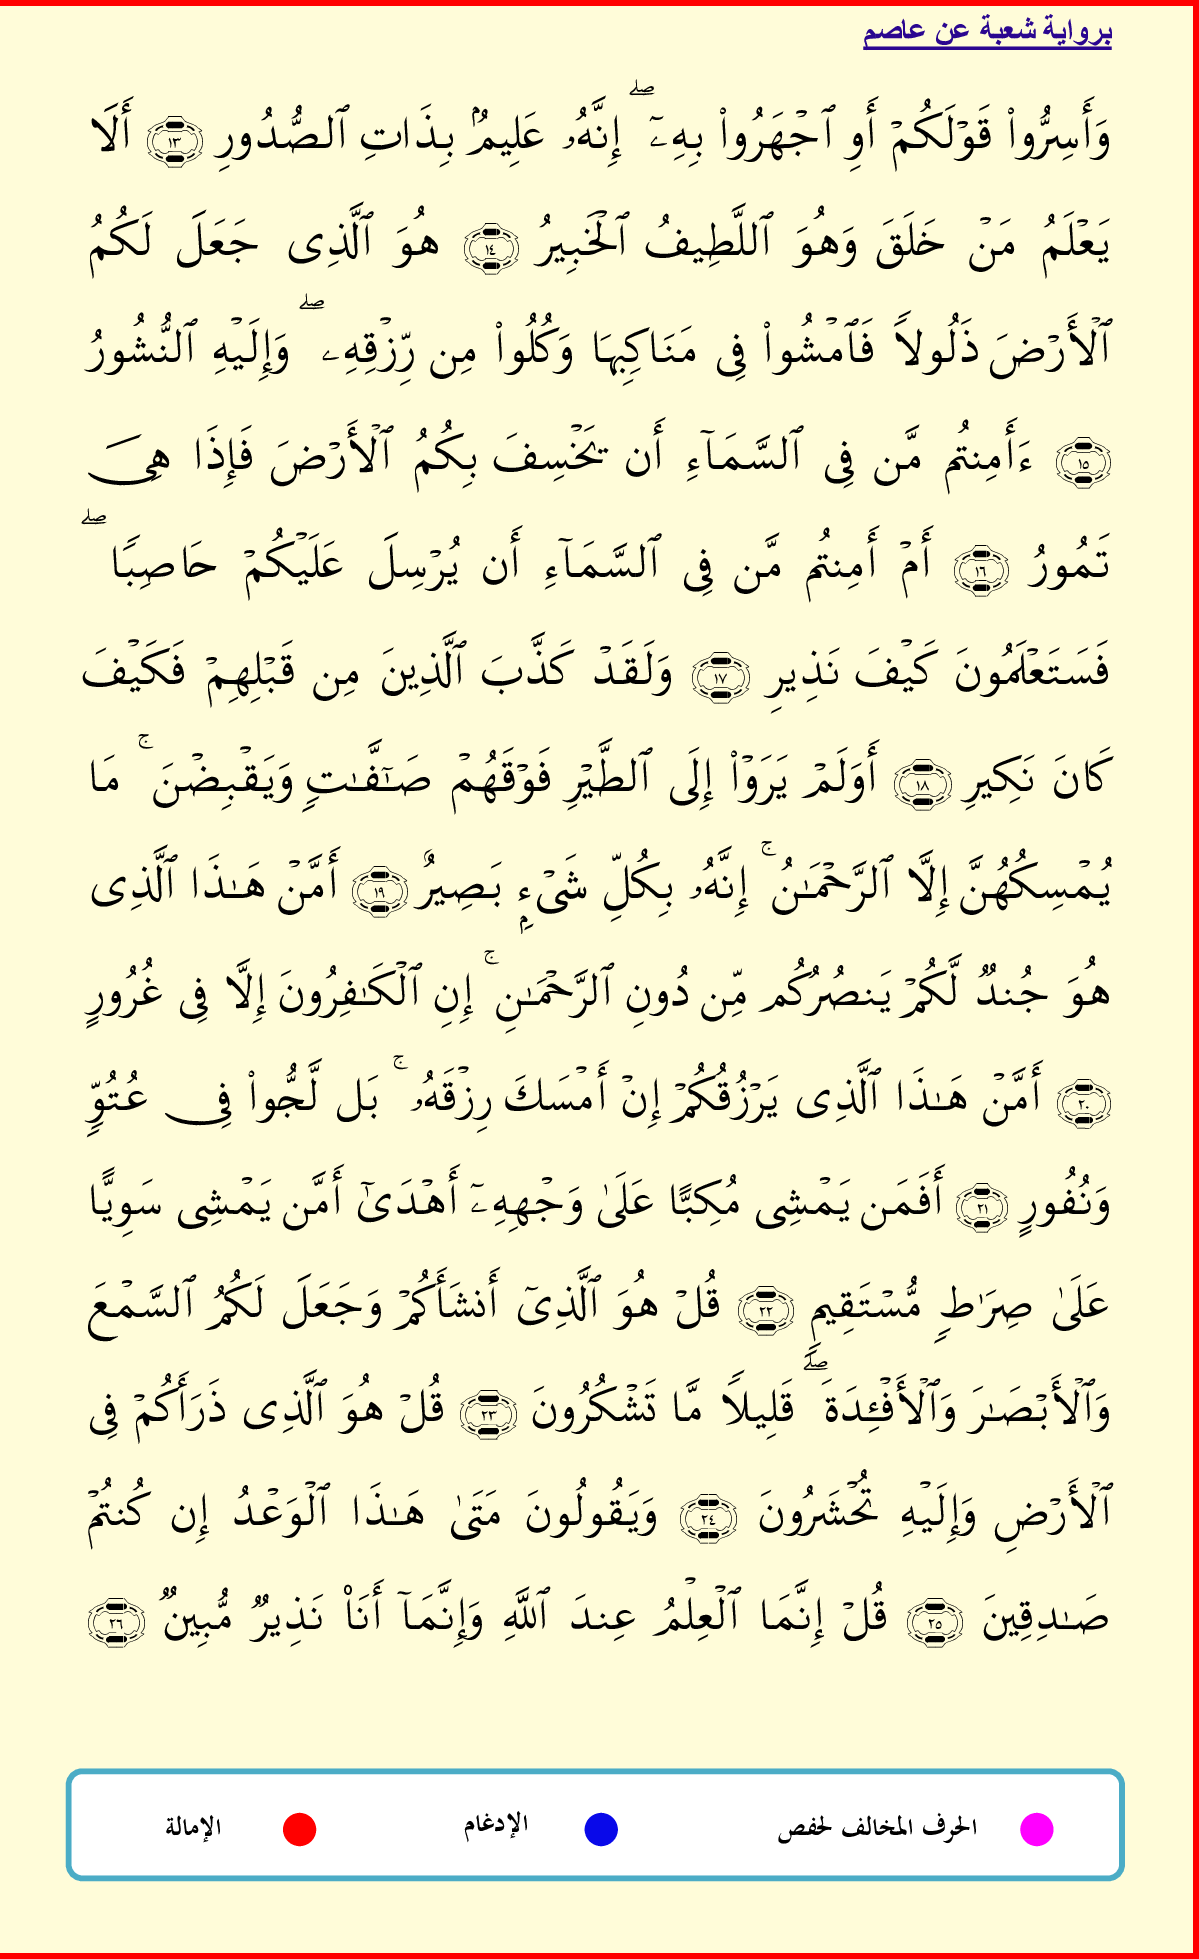 برواية شعبة عن عاصم
وَأَسِرُّوا۟ قَوْلَكُمْ أَوِ ٱجْهَرُوا۟ بِهِۦٓ ۖ إِنَّهُۥ عَلِيمٌۢ بِذَاتِ ٱلصُّدُورِ ١٣ أَلَا
يَعْلَمُ مَنْ خَلَقَ وَهُوَ ٱللَّطِيفُ ٱلْخَبِيرُ ١٤ هُوَ ٱلَّذِى جَعَلَ لَكُمُ
ٱلْأَرْضَ ذَلُولًا فَٱمْشُوا۟ فِى مَنَاكِبِهَا وَكُلُوا۟ مِن رِّزْقِهِۦ ۖ وَإِلَيْهِ ٱلنُّشُورُ
١٥ ءَأَمِنتُم مَّن فِى ٱلسَّمَآءِ أَن يَخْسِفَ بِكُمُ ٱلْأَرْضَ فَإِذَا هِىَ
تَمُورُ ١٦ أَمْ أَمِنتُم مَّن فِى ٱلسَّمَآءِ أَن يُرْسِلَ عَلَيْكُمْ حَاصِبًا ۖ
فَسَتَعْلَمُونَ كَيْفَ نَذِيرِ ١٧ وَلَقَدْ كَذَّبَ ٱلَّذِينَ مِن قَبْلِهِمْ فَكَيْفَ
كَانَ نَكِيرِ ١٨ أَوَلَمْ يَرَوْا۟ إِلَى ٱلطَّيْرِ فَوْقَهُمْ صَـٰٓفَّـٰتٍ وَيَقْبِضْنَ ۚ مَا
يُمْسِكُهُنَّ إِلَّا ٱلرَّحْمَـٰنُ ۚ إِنَّهُۥ بِكُلِّ شَىْءٍۭ بَصِيرٌ ١٩ أَمَّنْ هَـٰذَا ٱلَّذِى
هُوَ جُندٌ لَّكُمْ يَنصُرُكُم مِّن دُونِ ٱلرَّحْمَـٰنِ ۚ إِنِ ٱلْكَـٰفِرُونَ إِلَّا فِى غُرُورٍ
٢٠ أَمَّنْ هَـٰذَا ٱلَّذِى يَرْزُقُكُمْ إِنْ أَمْسَكَ رِزْقَهُۥ ۚ بَل لَّجُّوا۟ فِى عُتُوٍّ
وَنُفُورٍ ٢١ أَفَمَن يَمْشِى مُكِبًّا عَلَىٰ وَجْهِهِۦٓ أَهْدَىٰٓ أَمَّن يَمْشِى سَوِيًّا
عَلَىٰ صِرَٰطٍ مُّسْتَقِيمٍ ٢٢ قُلْ هُوَ ٱلَّذِىٓ أَنشَأَكُمْ وَجَعَلَ لَكُمُ ٱلسَّمْعَ
وَٱلْأَبْصَـٰرَ وَٱلْأَفْـِٔدَةَ ۖ قَلِيلًا مَّا تَشْكُرُونَ ٢٣ قُلْ هُوَ ٱلَّذِى ذَرَأَكُمْ فِى
ٱلْأَرْضِ وَإِلَيْهِ تُحْشَرُونَ ٢٤ وَيَقُولُونَ مَتَىٰ هَـٰذَا ٱلْوَعْدُ إِن كُنتُمْ
صَـٰدِقِينَ ٢٥ قُلْ إِنَّمَا ٱلْعِلْمُ عِندَ ٱللَّهِ وَإِنَّمَآ أَنَا۠ نَذِيرٌ مُّبِينٌ ٢٦
الحرف المخالف لحفص الإدغام الإمالة